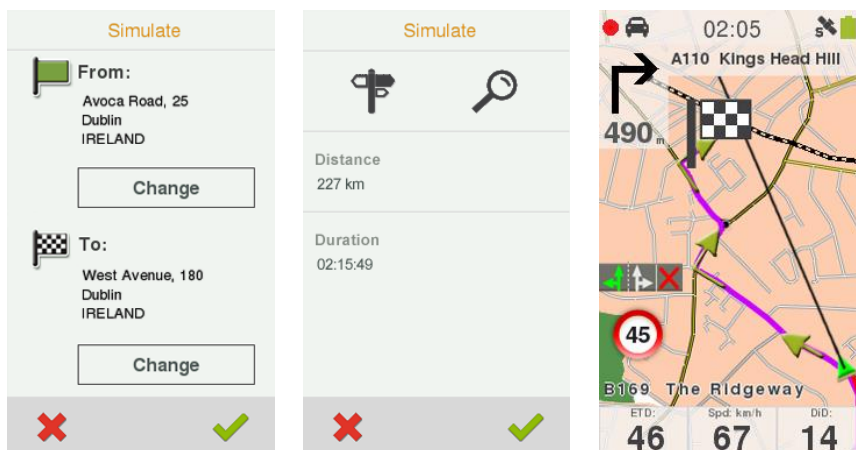 Simulate
From:
Avoca Road, 25
Dublin
IRELAND
Change
To:
West Avenue, 180
Dublin
IRELAND
Change
Simulate
Distance
227 km
Duration
02:15:49
02:05
S
A110 Kings Head Hill
490m
45
B169 The Ridgeway
ETD:
46
Spd: km/h
67
DiD:
14